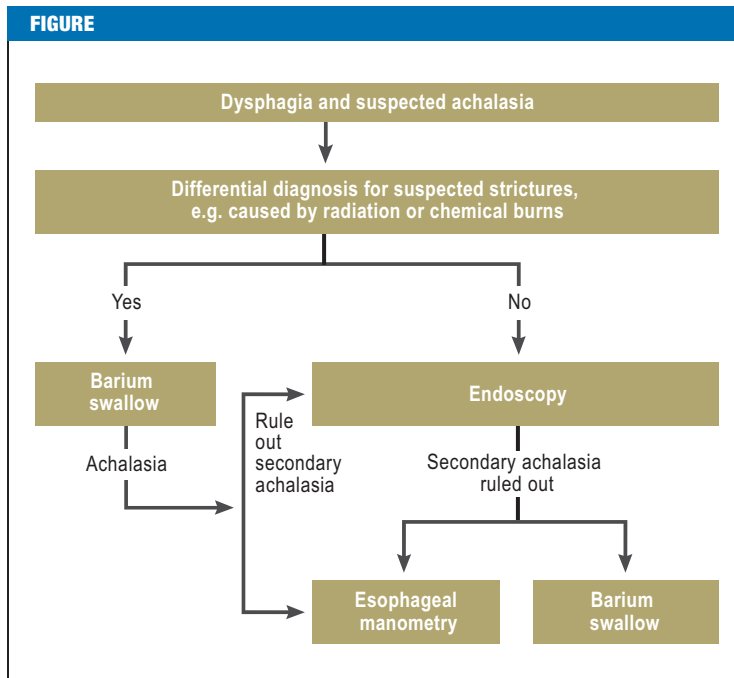 FIGURE
Dysphagia and suspected achalasia
Differential diagnosis for suspected strictures,
e.g. caused by radiation or chemical burns
Yes
No
Barium
swallow
Endoscopy
Achalasia
Rule
out
secondary
achalasia
Secondary achalasia
ruled out
Esophageal
manometry
Barium
swallow